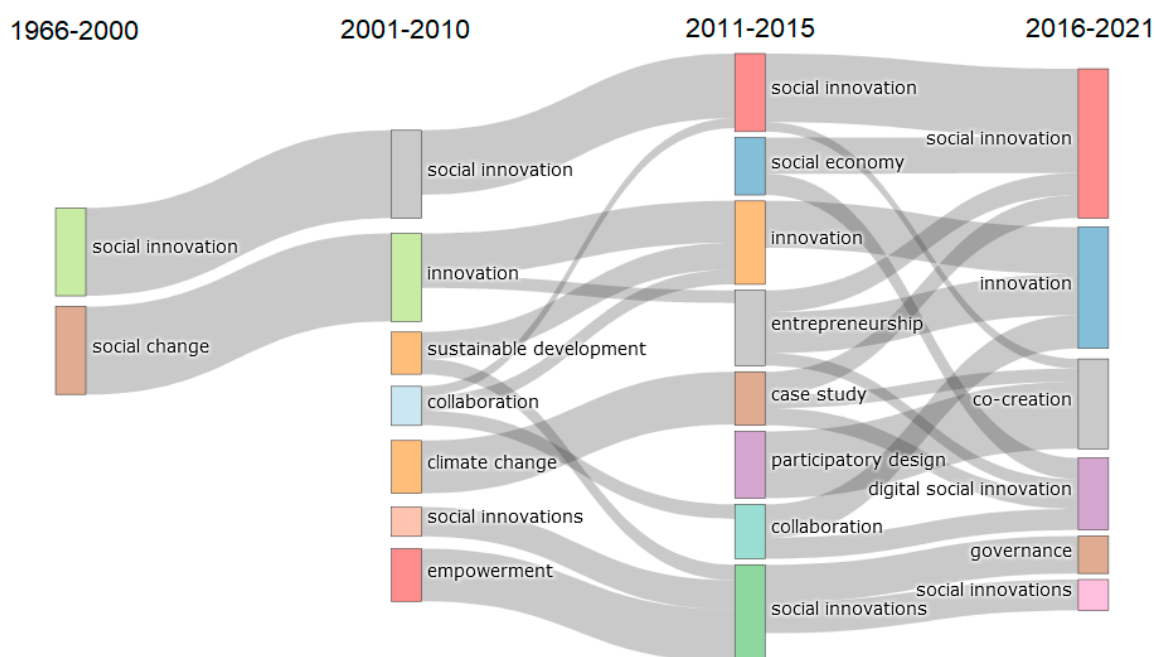 1966-2000
2001-2010
2011-2015
2016-2021
social innovation
social change
social innovation
innovation
sustainable development
collaboration
climate change
social innovations
empowerment
social innovation
social economy
innovation
entrepreneurship
case study
participatory design
collaboration
social innovations
social innovation
innovation
co-creation
digital social innovation
governance
social innovations